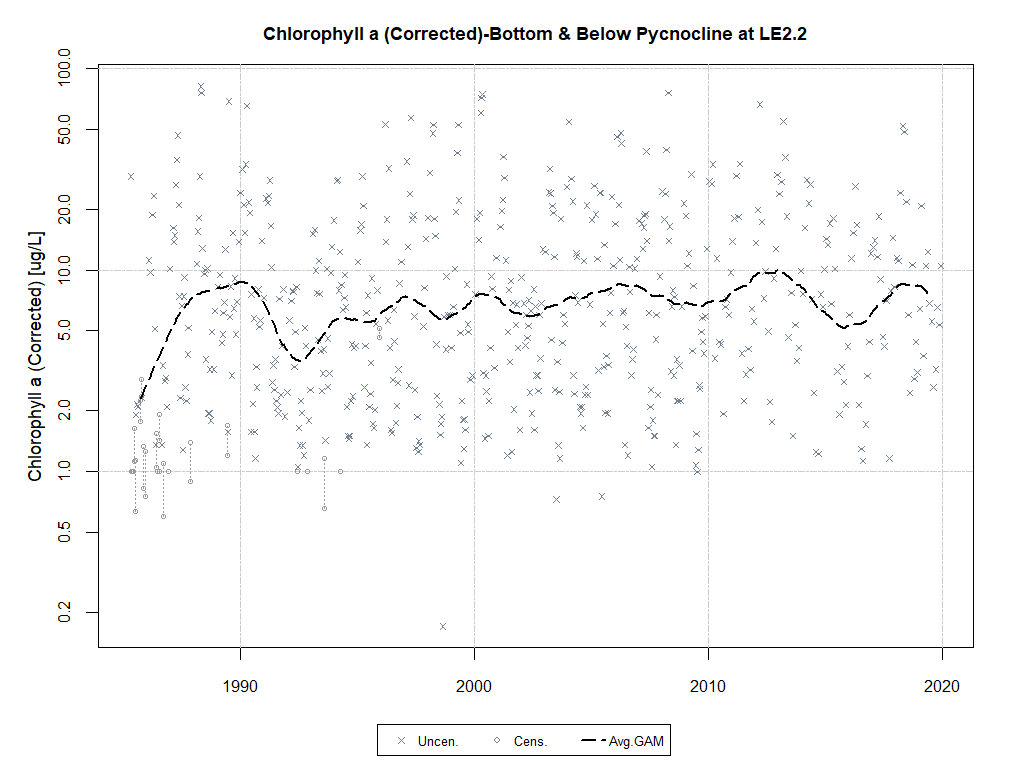 Chlorophyll a (Corrected)-Bottom & Below Pycnocline at LE2.2
Chlorophyll a (Corrected) [ug/L]
100.0
50.0
20.0
10.0
5.0
2.0
1.0
0.5
0.2
1990 2000 2010 2020
Uncen. Cens. Avg.GAM